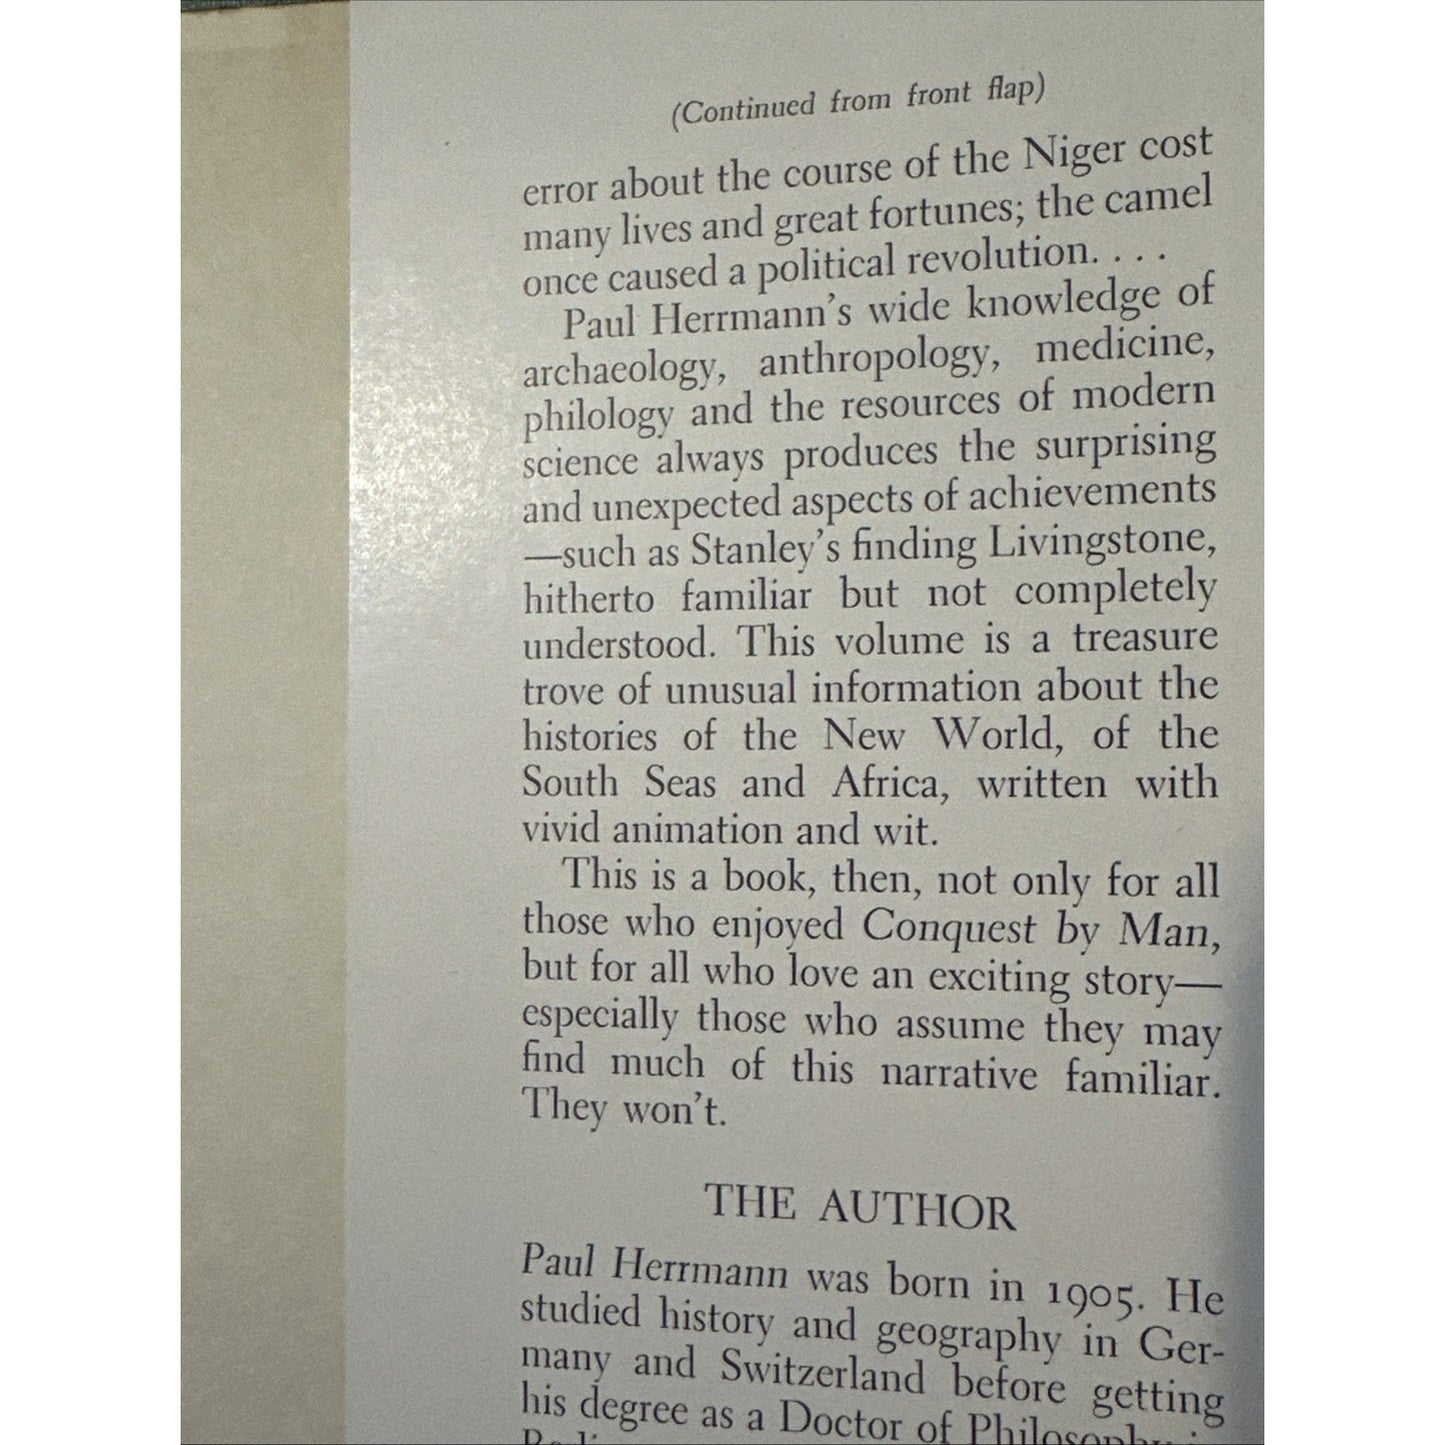 (Continued from front flap)
error about the course of the Niger cost
many lives and great fortunes; the camel
once caused a political revolution. . . .
Paul Herrmann's wide knowledge of
archaeology, anthropology, medicine,
philology and the resources of modern
science always produces the surprising
and unexpected aspects of achievements
—such as Stanley's finding Livingstone,
hitherto familiar but not completely
understood. This volume is a treasure
trove of unusual information about the
histories of the New World, of the
South Seas and Africa, written with
vivid animation and wit.
This is a book, then, not only for all
those who enjoyed Conquest by Man,
but for all who love an exciting story—
especially those who assume they may
find much of this narrative familiar.
They won't.
THE AUTHOR
Paul Herrmann was born in 1905. He
studied history and geography in Ger-
many and Switzerland before getting
his degree as a Doctor of Philosophy